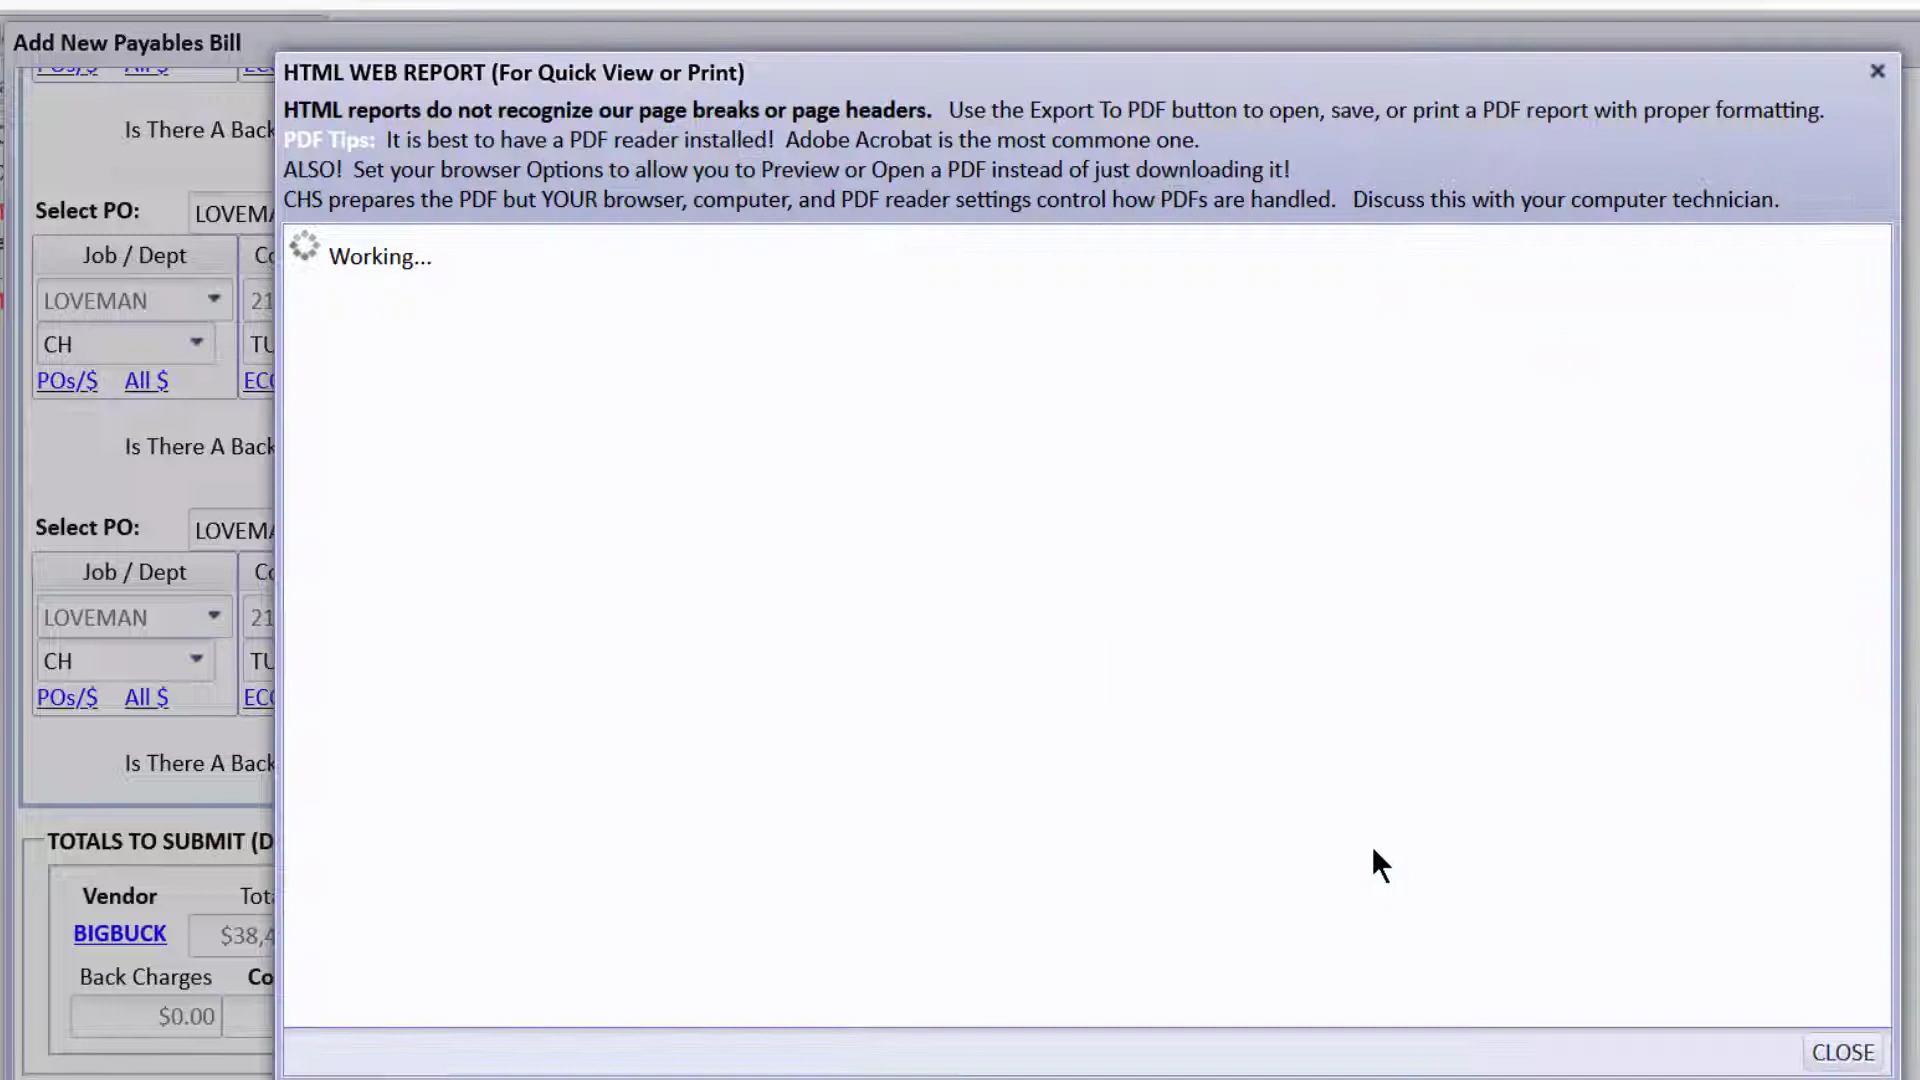 Add New Payables Bill
POs/$ All $
HTML WEB REPORT (For Quick View or Print)
HTML reports do not recognize our page breaks or page headers. Use the Export To PDF button to open, save, or print a PDF report with proper formatting.
PDF Tips: It is best to have a PDF reader installed! Adobe Acrobat is the most commone one.
ALSO! Set your browser Options to allow you to Preview or Open a PDF instead of just downloading it!
CHS prepares the PDF but YOUR browser, computer, and PDF reader settings control how PDFs are handled. Discuss this with your computer technician.
Working...
CLOSE
Is There A Back
Select PO: LOVEMA
Job / Dept Co
LOVEMAN 21
CH TU
POs/$ All $ ECO
Is There A Back
Select PO: LOVEMA
Job / Dept Co
LOVEMAN 21
CH TU
POs/$ All $ ECO
Is There A Back
TOTALS TO SUBMIT (D
Vendor Tota
BIGBUCK $38,4
Back Charges Co
$0.00